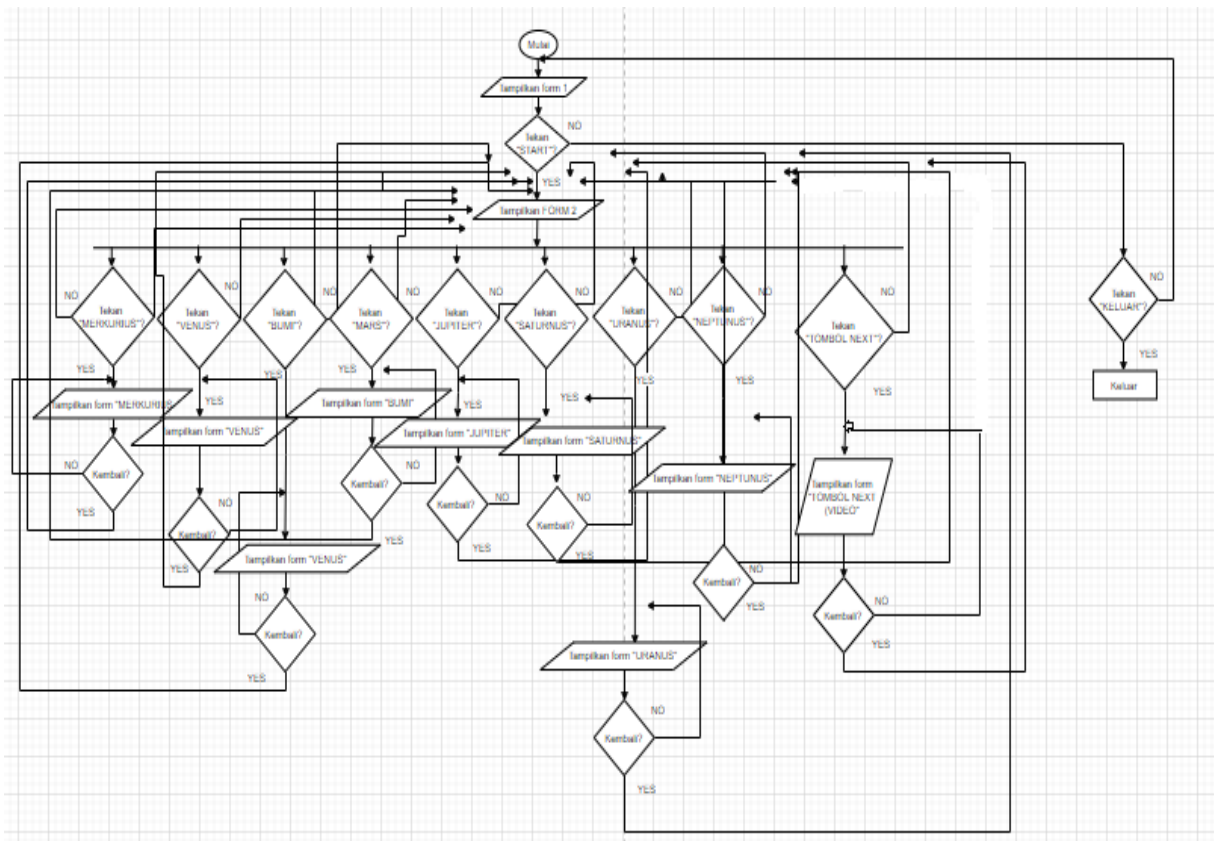 Mulai
Tampilkan form 1
Tekan
"START"?
NO
YES
Tampilkan FORM 2
NO
Tekan
"MERKURIUS"?
YES
Tekan
"VENUS"?
NO
YES
Tekan
"BUMI"?
NO
YES
Tekan
"MARS"?
NO
YES
Tekan
"JUPITER"?
NO
YES
Tekan
"SATURNUS"?
NO
YES
Tekan
"URANUS"?
NO
YES
Tekan
"NEPTUNUS"?
NO
YES
Tekan
"TOMBOL NEXT"?
NO
YES
Tekan
"KELUAR"?
NO
YES
Keluar
Tampilkan form "MERKURIUS
Tampilkan form "VENUS"
Tampilkan form "BUMI"
Tampilkan form "JUPITER"
Tampilkan form "SATURNUS"
Tampilkan form "NEPTUNUS"
Tampilkan form
"TOMBOL NEXT
(VIDEO"
Kembali?
NO
YES
Kembali?
NO
YES
Kembali?
NO
YES
Kembali?
NO
YES
Kembali?
NO
YES
Tampilkan form "VENUS"
Kembali?
NO
YES
Kembali?
NO
YES
Kembali?
NO
YES
Tampilkan form "URANUS"
Kembali?
NO
YES